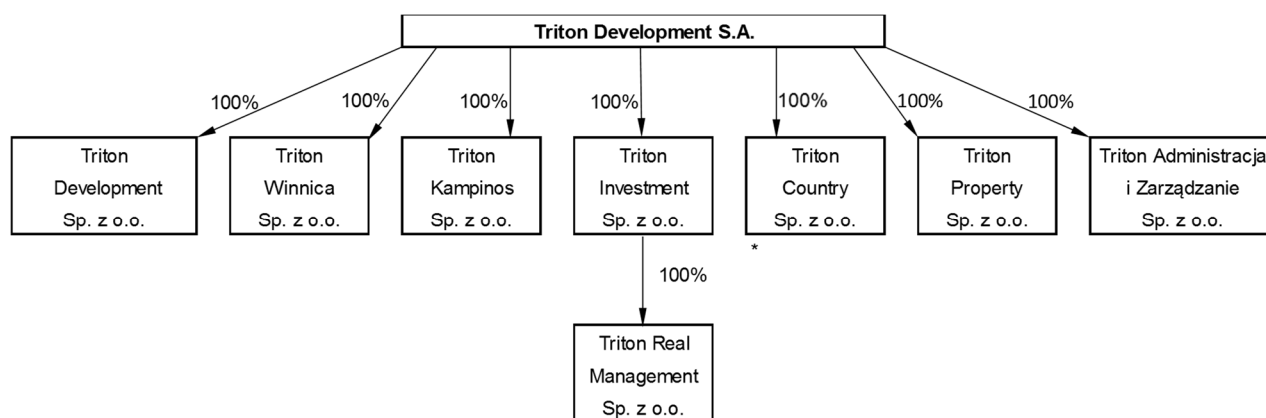 Triton Development S.A.
100%
100%
100%
100%
100%
100%
100%
Triton
Development
Sp. z o.o.
Triton
Winnica
Sp. z o.o.
Triton
Kampinos
Sp. z o.o.
Triton
Investment
Sp. z o.o.
Triton
Country
Sp. z o.o.
*
Triton
Property
Sp. z o.o.
Triton Administracja
i Zarządzanie
Sp. z o.o.
100%
Triton Real
Management
Sp. z o.o.